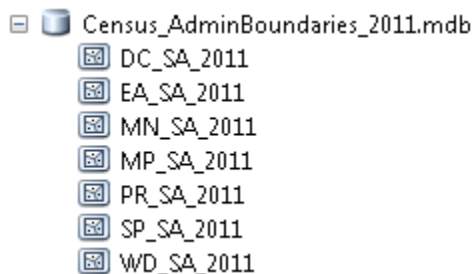 Census_AdminBoundaries_2011.mdb
DC_SA_2011
EA_SA_2011
MN_SA_2011
MP_SA_2011
PR_SA_2011
SP_SA_2011
WD_SA_2011